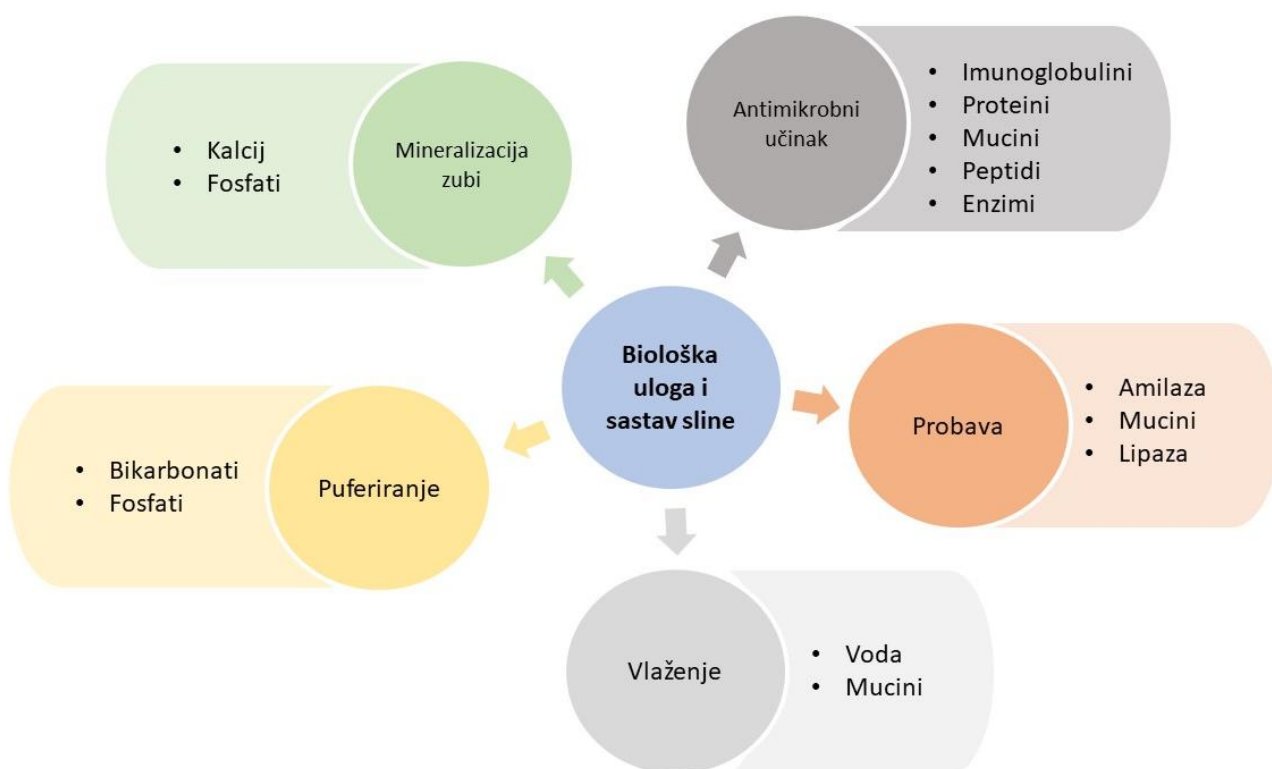 Mineralizacija
zubi
• Kalcij
• Fosfati
Antimikrobni
učinak
• Imunoglobulini
• Proteini
• Mucini
• Peptidi
• Enzimi
Biološka
uloga i
sastav sline
Probava
• Amilaza
• Mucini
• Lipaza
Puferiranje
• Bikarbonati
• Fosfati
Vlaženje
• Voda
• Mucini